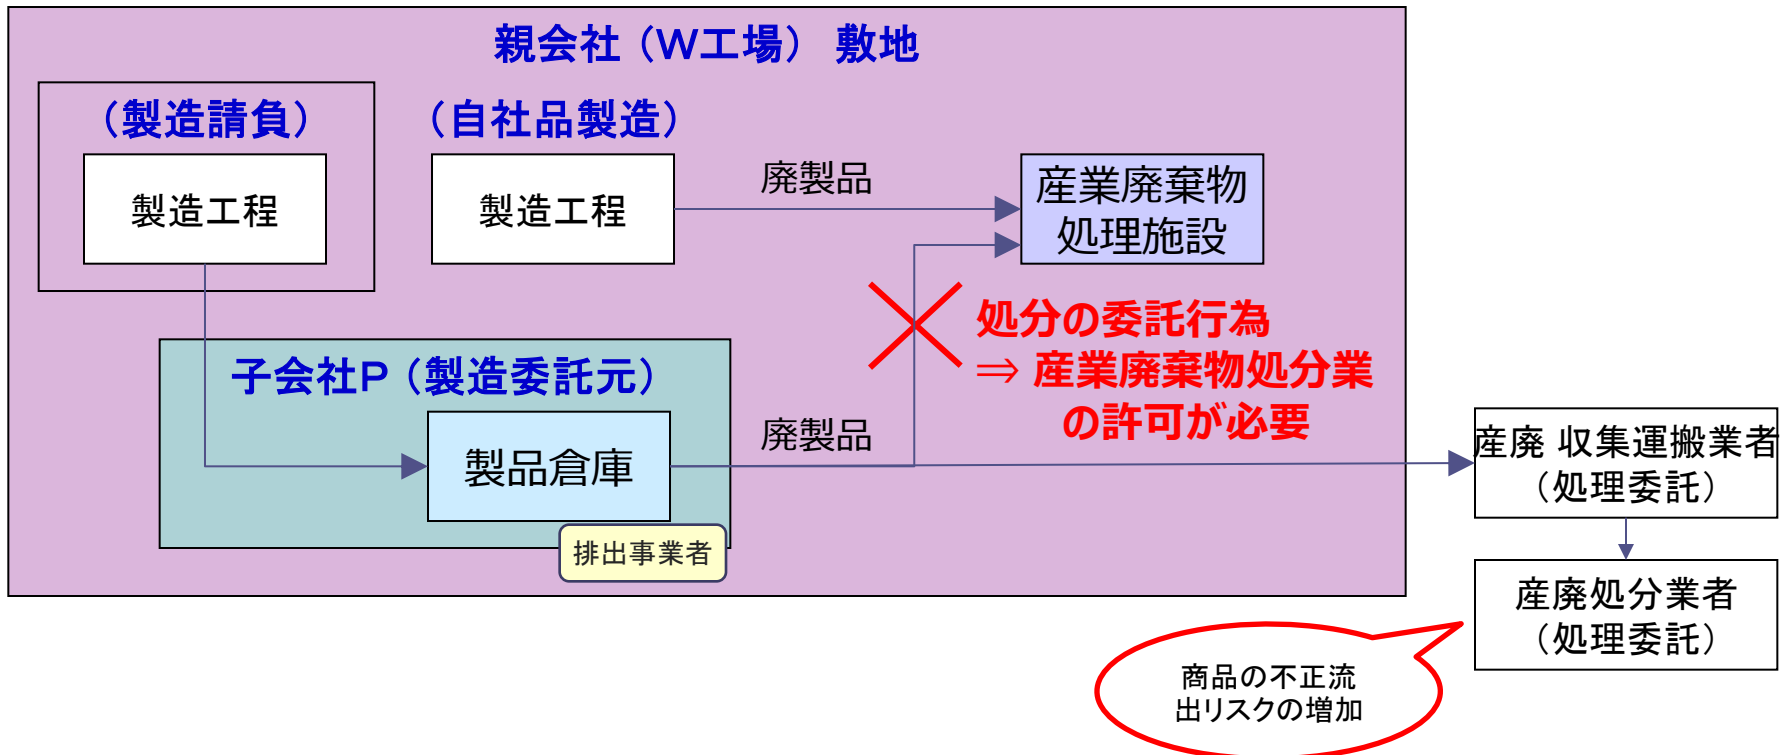 親会社（W工場） 敷地
（製造請負）
（自社品製造）
製造工程
製造工程
廃製品
産業廃棄物
処理施設
処分の委託行為
⇒ 産業廃棄物処分業
の許可が必要
子会社P（製造委託元）
製品倉庫
廃製品
排出事業者
産廃 収集運搬業者
（処理委託）
産廃処分業者
（処理委託）
商品の不正流
出リスクの増加